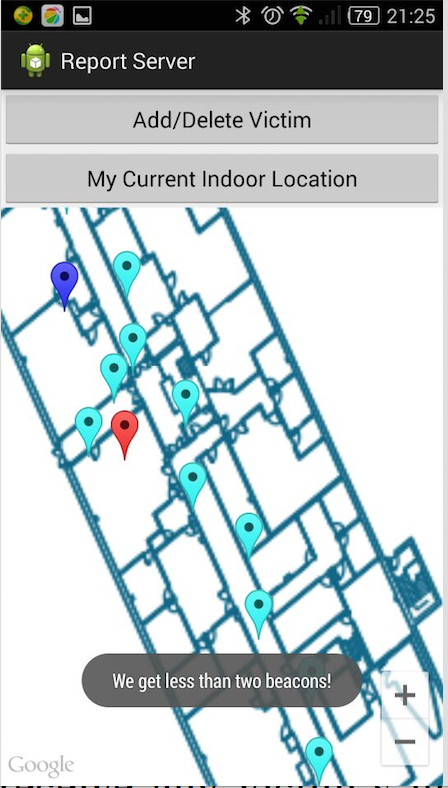 79 21:25
Report Server
Add/Delete Victim
My Current Indoor Location
We get less than two beacons!
+
−
Google